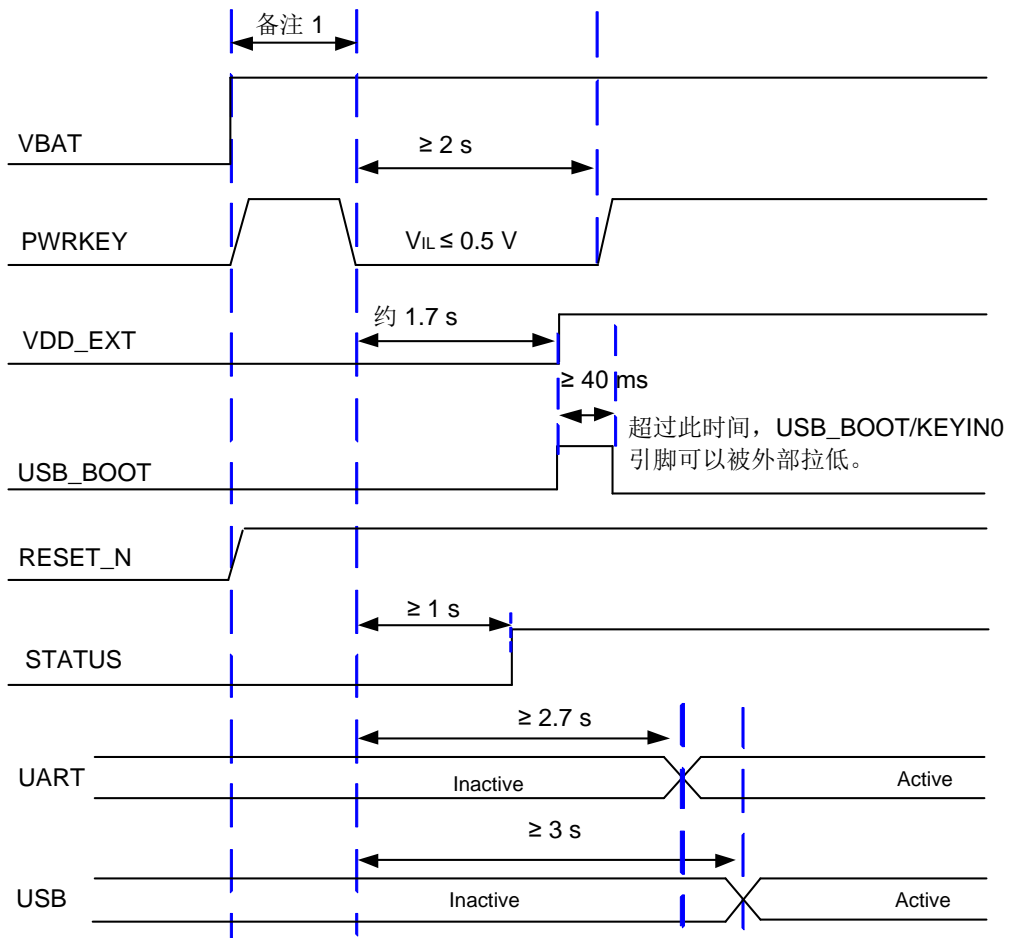 备注 1
VBAT
≥ 2 s
PWRKEY
VIL ≤ 0.5 V
约 1.7 s
VDD_EXT
≥ 40 ms
超过此时间，USB_BOOT/KEYIN0
引脚可以被外部拉低。
USB_BOOT
RESET_N
≥ 1 s
STATUS
≥ 2.7 s
UART
Inactive
Active
≥ 3 s
USB
Inactive
Active